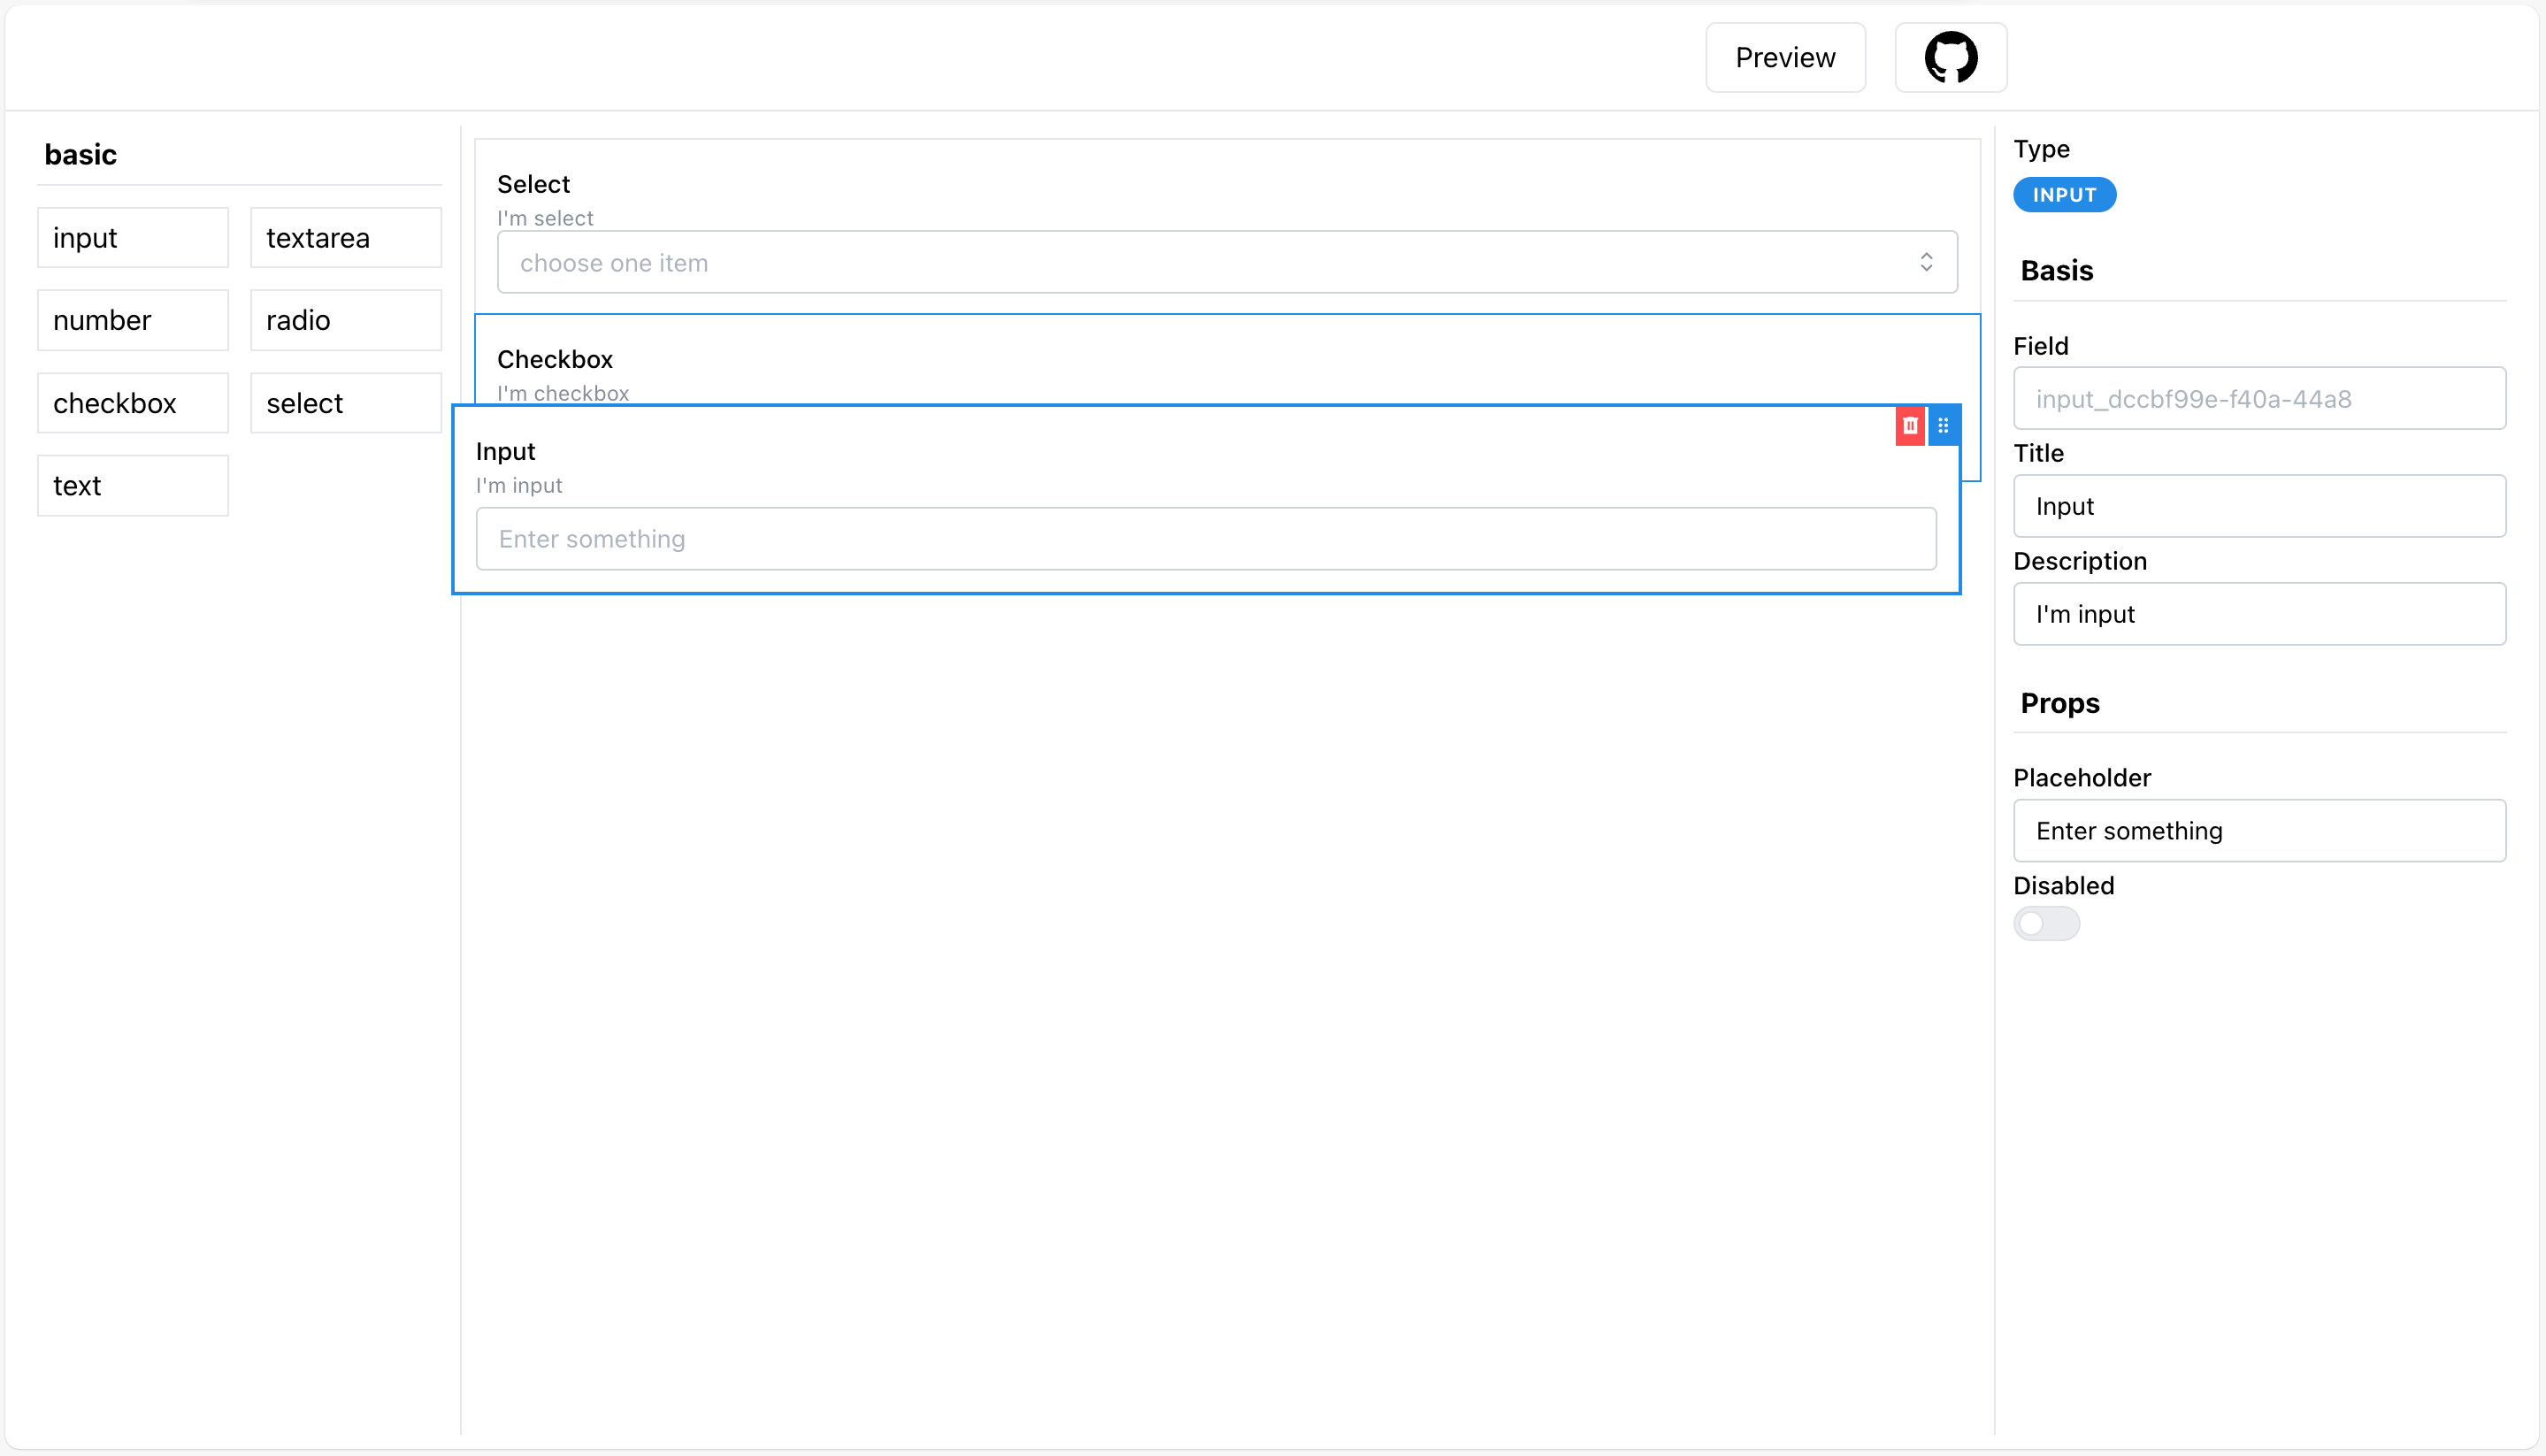 Preview
basic
input
textarea
number
radio
checkbox
select
text
Select
I'm select
choose one item
Checkbox
I'm checkbox
Input
I'm input
Enter something
Type
INPUT
Basis
Field
input_dccbf99e-f40a-44a8
Title
Input
Description
I'm input
Props
Placeholder
Enter something
Disabled